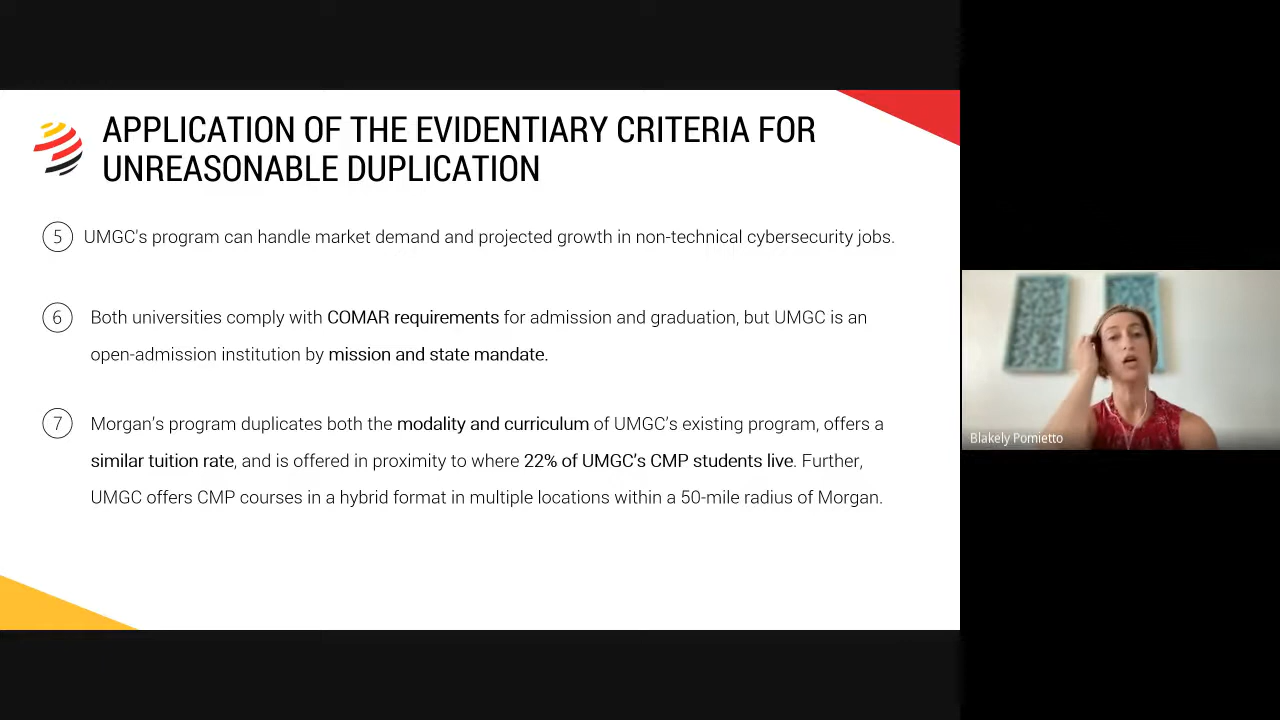 APPLICATION OF THE EVIDENTIARY CRITERIA FOR
UNREASONABLE DUPLICATION
5 UMGC's program can handle market demand and projected growth in non-technical cybersecurity jobs.
6 Both universities comply with COMAR requirements for admission and graduation, but UMGC is an
open-admission institution by mission and state mandate.
7 Morgan's program duplicates both the modality and curriculum of UMGC's existing program, offers a
similar tuition rate, and is offered in proximity to where 22% of UMGC's CMP students live. Further,
UMGC offers CMP courses in a hybrid format in multiple locations within a 50-mile radius of Morgan.
Blakely Pomietto